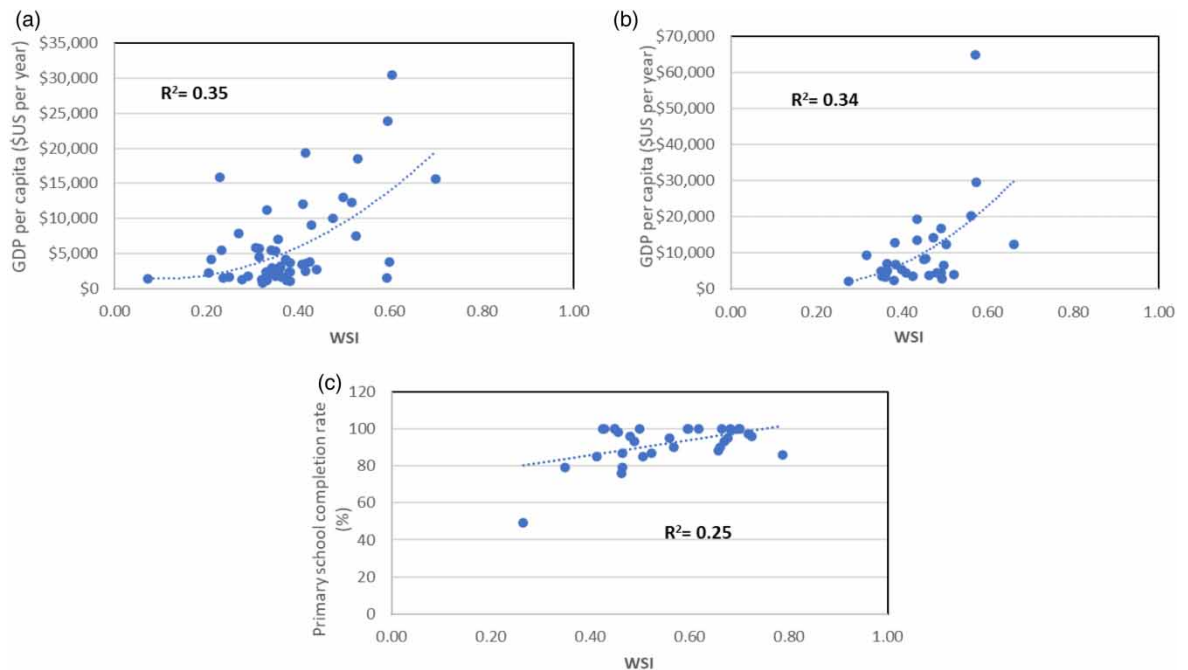 (a)
GDP per capita ($US per year)
$35,000
$30,000
$25,000
$20,000
$15,000
$10,000
$5,000
$0
R²= 0.35
0.00 0.20 0.40 0.60 0.80 1.00
WSI
(b)
GDP per capita ($US per year)
$70,000
$60,000
$50,000
$40,000
$30,000
$20,000
$10,000
$0
R²= 0.34
0.00 0.20 0.40 0.60 0.80 1.00
WSI
(c)
Primary school completion rate
(%)
120
100
80
60
40
20
0
R²= 0.25
0.00 0.20 0.40 0.60 0.80 1.00
WSI